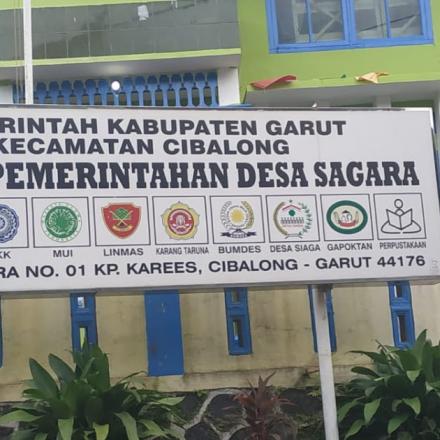 RINTAH KABUPATEN GARUT
KECAMATAN CIBALONG
PEMERINTAHAN DESA SAGARA
KK MUI LINMAS KARANG TARUNA BUMDES DESA SIAGA GAPOKTAN PERPUSTAKAAN
RA NO. 01 KP. KAREES, CIBALONG - GARUT 44176